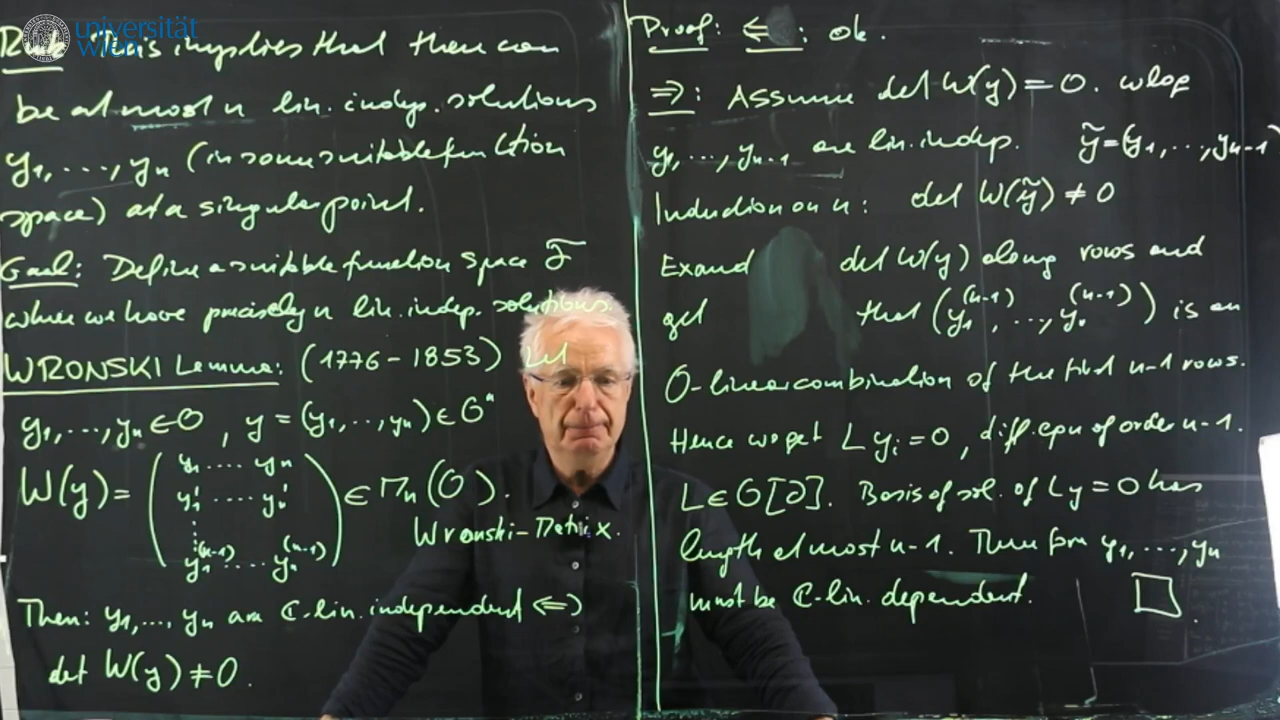 universität
wien
Rmk This implies that there can
be at most n lin. indep. solutions
y₁, ..., yₙ (in some suitable function
space) at a singular point.
Goal: Define a suitable function space F
where we have precisely n lin. indep. solutions.
WRONSKI Lemma: (1776 - 1853) Let
y₁, ..., yₙ ∈ O, y = (y₁, ..., yₙ) ∈ Oⁿ
W(y) = ( y₁ .... yₙ
y₁' ..... yₙ'
⋮
y₁⁽ⁿ⁻¹⁾ .... yₙ⁽ⁿ⁻¹⁾ ) ∈ Mₙ(O).
Wronski-Matrix.
Then: y₁, ..., yₙ are ℂ-lin. independent ⇔
det W(y) ≠ 0.
Proof: ⇐: ok.
⇒: Assume det W(y) = 0. wlog
y₁, ..., yₙ₋₁ are lin. indep. ỹ = (y₁, ..., yₙ₋₁)
Induction on n: det W(ỹ) ≠ 0
Exand det W(y) along rows and
get that (y₁⁽ⁿ⁻¹⁾, ..., yₙ⁽ⁿ⁻¹⁾) is an
O-linear combination of the first n-1 rows.
Hence we get L yᵢ = 0, diff. equ of order n-1.
L ∈ O[∂]. Basis of sol. of Ly = 0 has
length at most n-1. Therefore y₁, ..., yₙ
must be ℂ-lin. dependent. □.